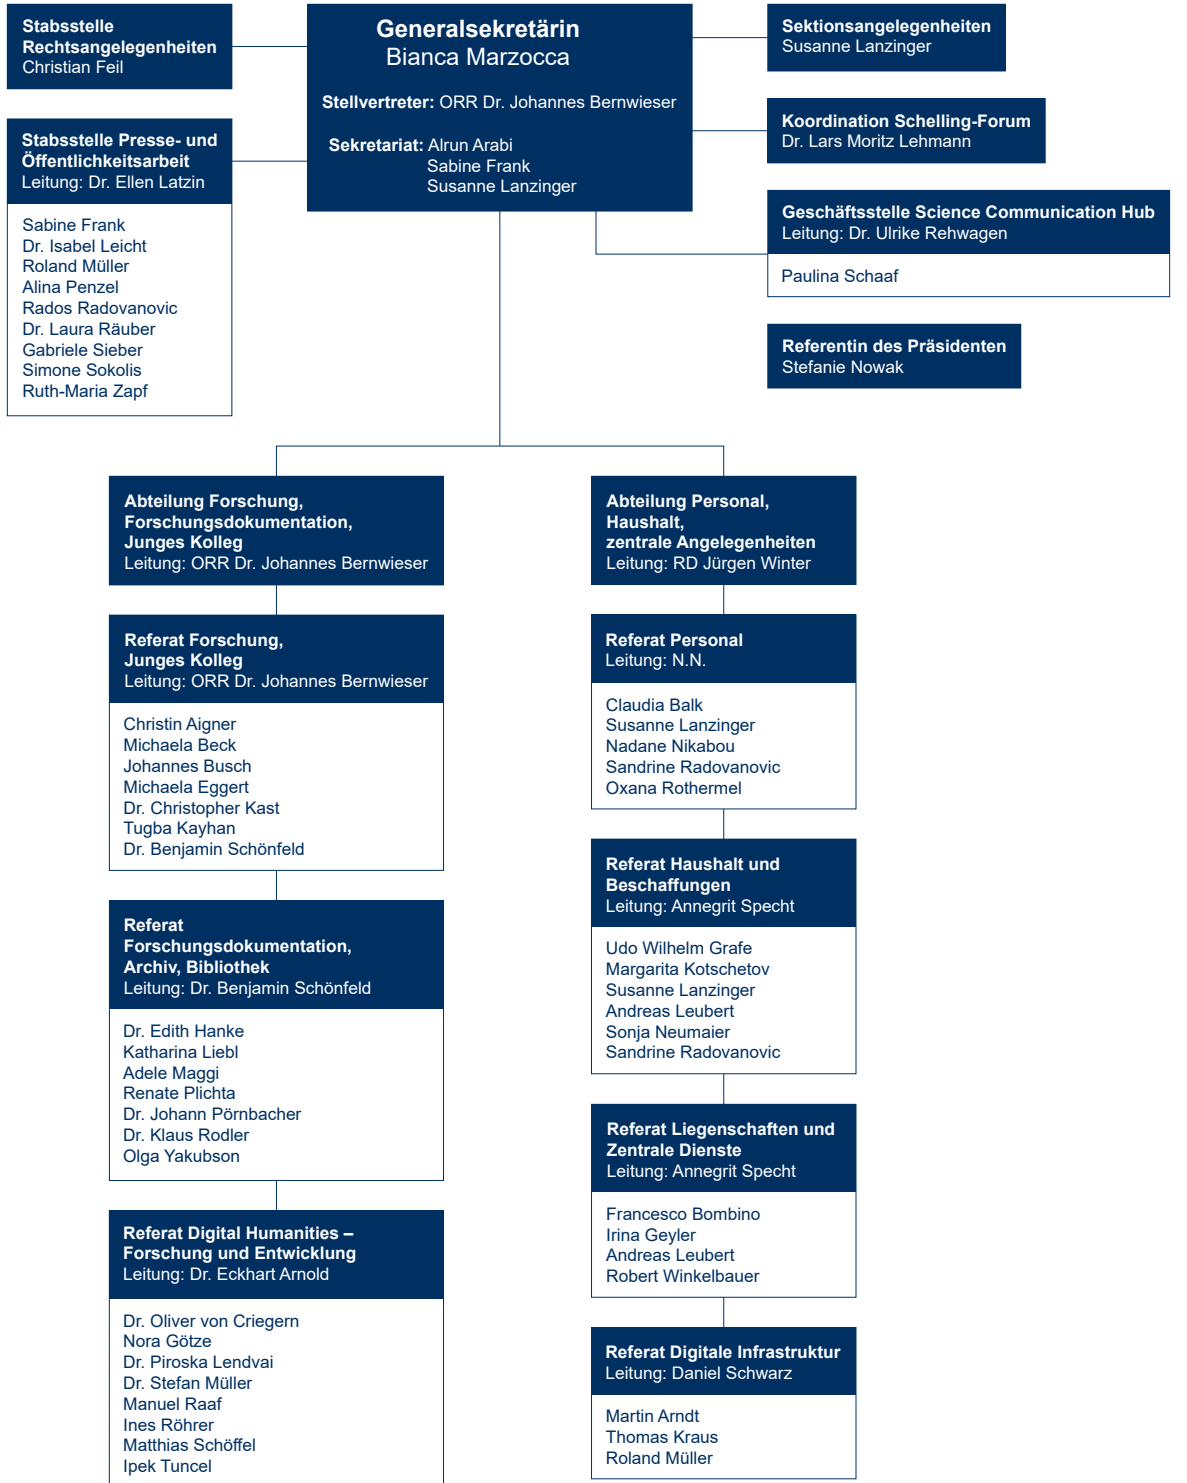 Stabsstelle
Rechtsangelegenheiten
Christian Feil
Generalsekretärin
Bianca Marzocca
Stellvertreter: ORR Dr. Johannes Bernwieser
Sekretariat: Alrun Arabi
Sabine Frank
Susanne Lanzinger
Sektionsangelegenheiten
Susanne Lanzinger
Stabsstelle Presse- und
Öffentlichkeitsarbeit
Leitung: Dr. Ellen Latzin
Sabine Frank
Dr. Isabel Leicht
Roland Müller
Alina Penzel
Rados Radovanovic
Dr. Laura Räuber
Gabriele Sieber
Simone Sokolis
Ruth-Maria Zapf
Koordination Schelling-Forum
Dr. Lars Moritz Lehmann
Geschäftsstelle Science Communication Hub
Leitung: Dr. Ulrike Rehwagen
Paulina Schaaf
Referentin des Präsidenten
Stefanie Nowak
Abteilung Forschung,
Forschungsdokumentation,
Junges Kolleg
Leitung: ORR Dr. Johannes Bernwieser
Referat Forschung,
Junges Kolleg
Leitung: ORR Dr. Johannes Bernwieser
Christin Aigner
Michaela Beck
Johannes Busch
Michaela Eggert
Dr. Christopher Kast
Tugba Kayhan
Dr. Benjamin Schönfeld
Referat
Forschungsdokumentation,
Archiv, Bibliothek
Leitung: Dr. Benjamin Schönfeld
Dr. Edith Hanke
Katharina Liebl
Adele Maggi
Renate Plichta
Dr. Johann Pörnbacher
Dr. Klaus Rodler
Olga Yakubson
Referat Digital Humanities –
Forschung und Entwicklung
Leitung: Dr. Eckhart Arnold
Dr. Oliver von Criegern
Nora Götze
Dr. Piroska Lendvai
Dr. Stefan Müller
Manuel Raaf
Ines Röhrer
Matthias Schöffel
Ipek Tuncel
Abteilung Personal,
Haushalt,
zentrale Angelegenheiten
Leitung: RD Jürgen Winter
Referat Personal
Leitung: N.N.
Claudia Balk
Susanne Lanzinger
Nadane Nikabou
Sandrine Radovanovic
Oxana Rothermel
Referat Haushalt und
Beschaffungen
Leitung: Annegrit Specht
Udo Wilhelm Grafe
Margarita Kotschetov
Susanne Lanzinger
Andreas Leubert
Sonja Neumaier
Sandrine Radovanovic
Referat Liegenschaften und
Zentrale Dienste
Leitung: Annegrit Specht
Francesco Bombino
Irina Geyler
Andreas Leubert
Robert Winkelbauer
Referat Digitale Infrastruktur
Leitung: Daniel Schwarz
Martin Arndt
Thomas Kraus
Roland Müller